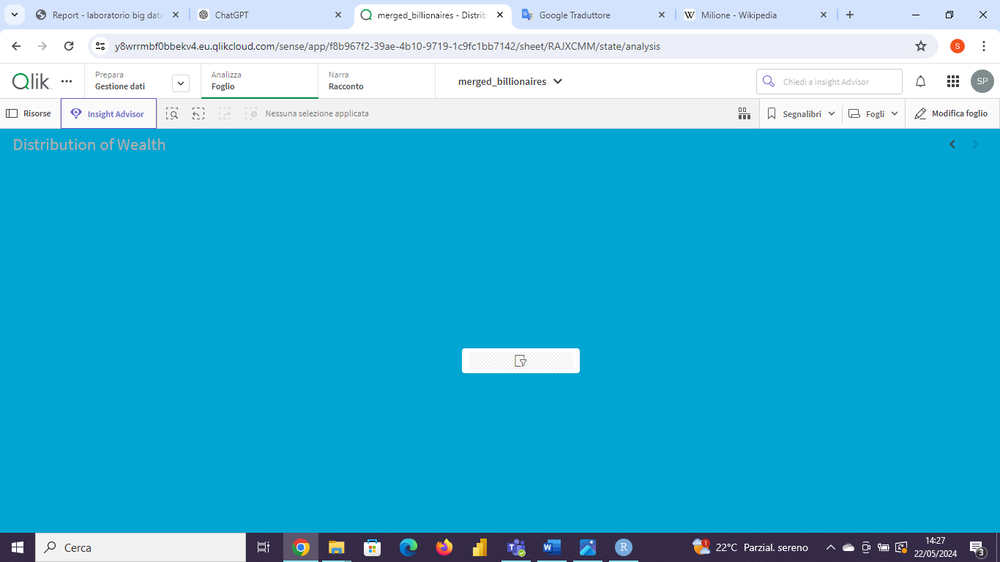 Report - laboratorio big data
ChatGPT
merged_billionaires - Distrib
Google Traduttore
Milione - Wikipedia
y8wrrmbf0bbekv4.eu.qlikcloud.com/sense/app/f8b967f2-39ae-4b10-9719-1c9fc1bb7142/sheet/RAJXCMM/state/analysis
S
Qlik
Prepara
Gestione dati
Analizza
Foglio
Narra
Racconto
merged_billionaires
Chiedi a Insight Advisor
SP
Risorse
Insight Advisor
Nessuna selezione applicata
Segnalibri
Fogli
Modifica foglio
Distribution of Wealth
Cerca
1
22°C Parzial. sereno
14:27
22/05/2024
3